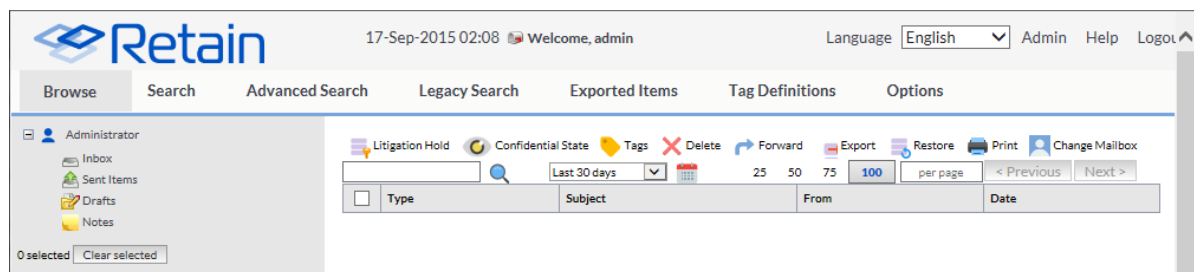 Retain 17-Sep-2015 02:08 Welcome, admin Language English Admin Help Logou
Browse Search Advanced Search Legacy Search Exported Items Tag Definitions Options
Administrator
Inbox
Sent Items
Drafts
Notes
0 selected Clear selected
Litigation Hold Confidential State Tags Delete Forward Export Restore Print Change Mailbox
Last 30 days 25 50 75 100 per page < Previous Next >
Type Subject From Date